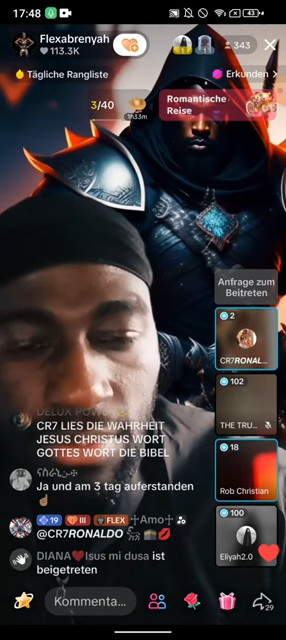 17:48
43
Flexabrenyah
113.3K
343
Tägliche Rangliste
Erkunden >
3/40
1h33m
Romantische
Reise
Anfrage zum
Beitreten
2
CR7RONAL...
102
THE TRU...
18
Rob Christian
100
Eliyah2.0
DELUX POWER
CR7 LIES DIE WAHRHEIT
JESUS CHRISTUS WORT
GOTTES WORT DIE BIBEL
Ja und am 3 tag auferstanden
19 III FLEX ☥Amo☥
@CR7RONALDO
DIANA❤️Isus mi dusa ist
beigetreten
Kommenta...
29